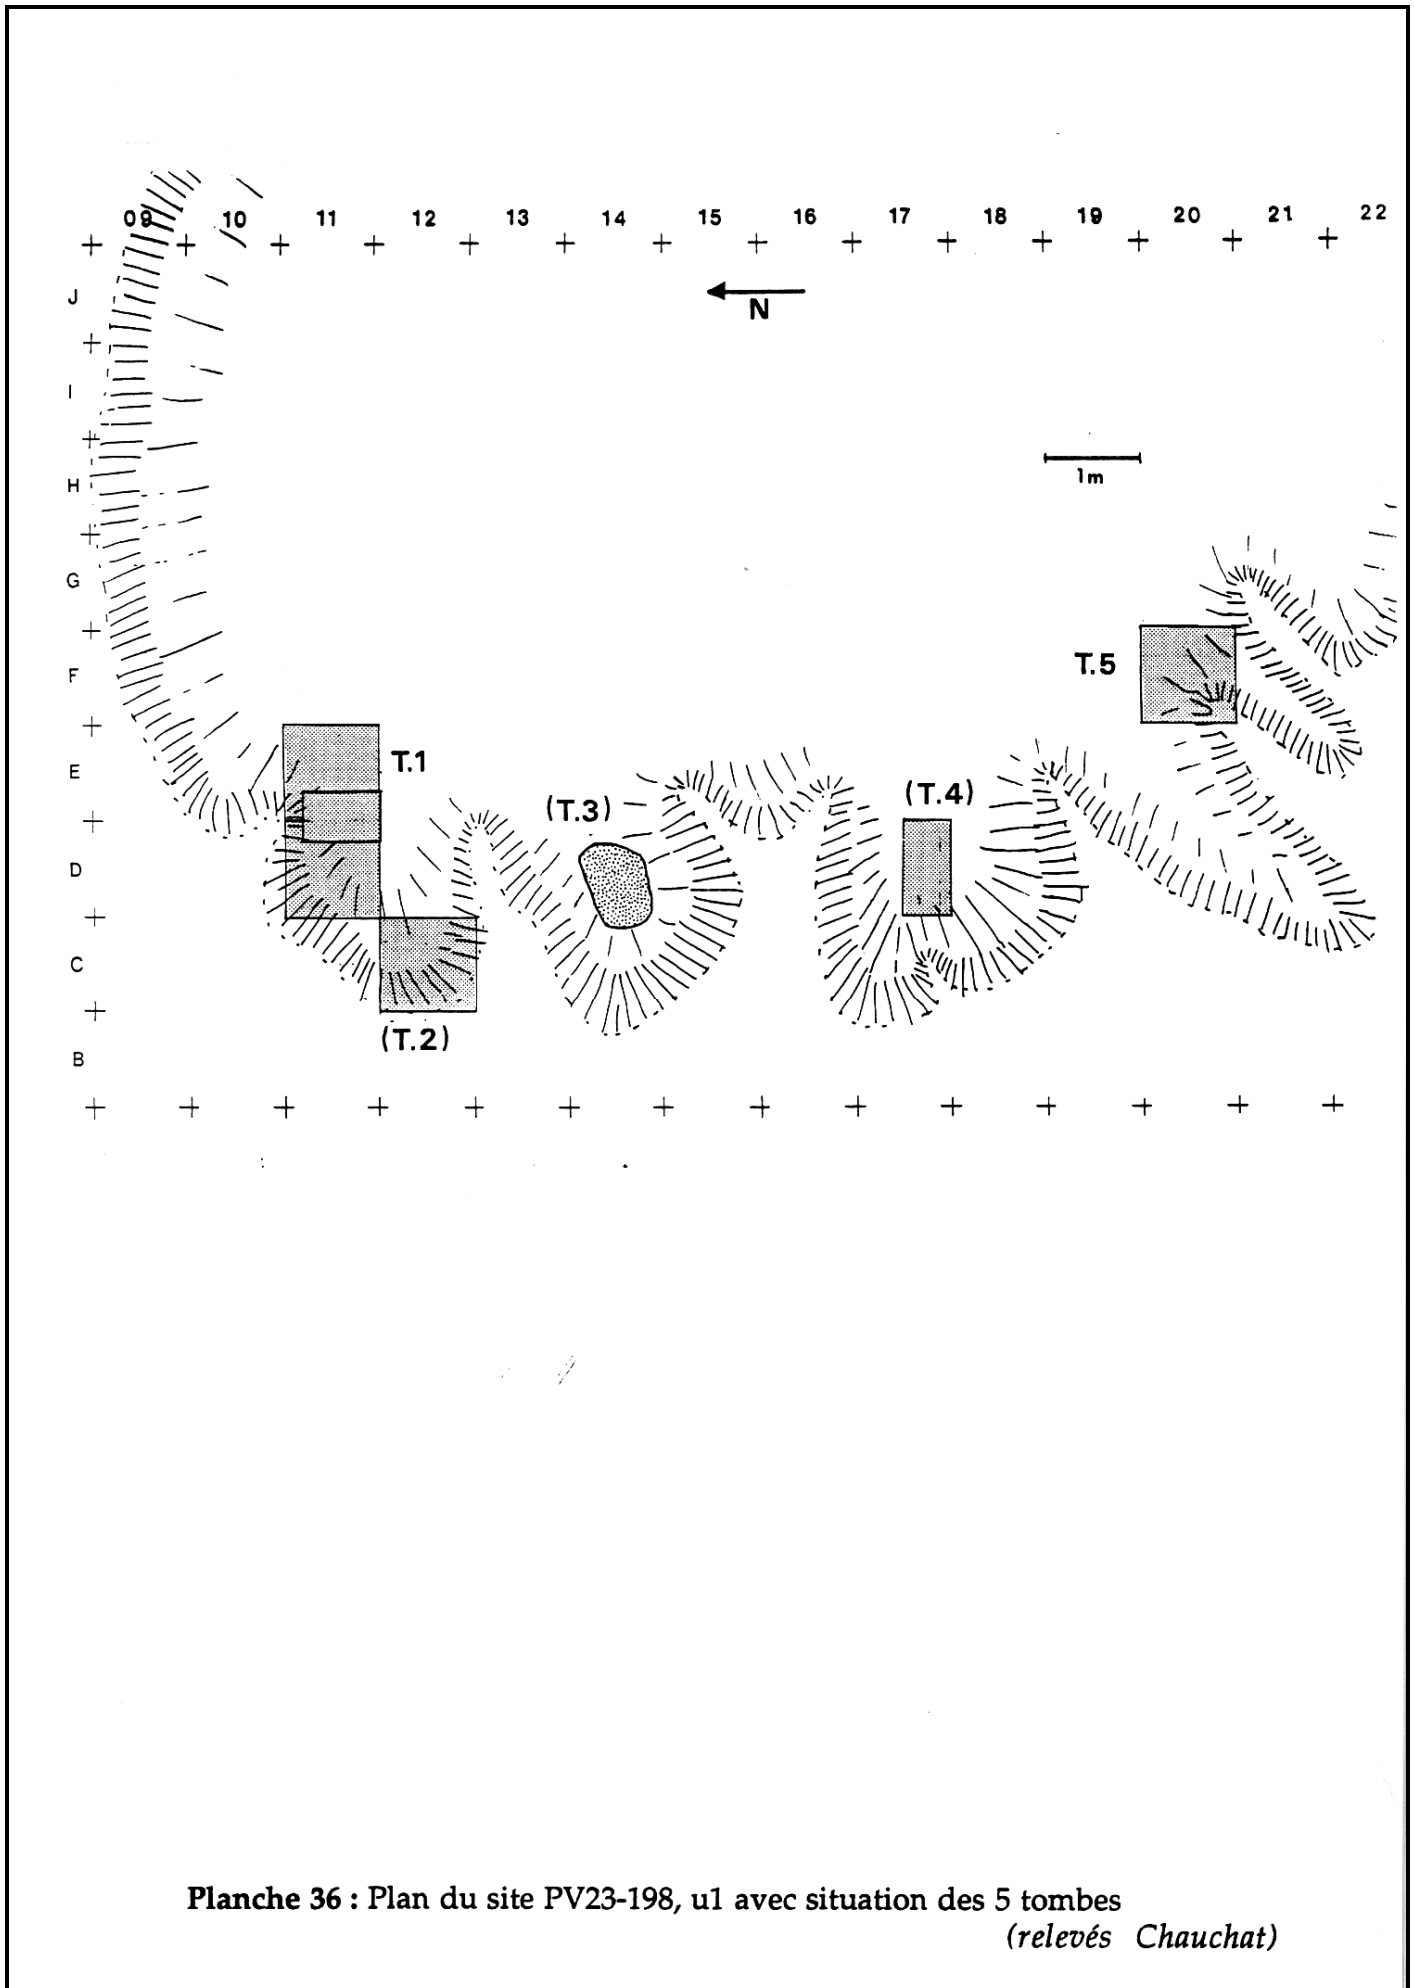 09 10 11 12 13 14 15 16 17 18 19 20 21 22
J
N
I
1m
H
G
T.5
F
T.1
E
(T.3)
(T.4)
D
C
(T.2)
B
Planche 36 : Plan du site PV23-198, u1 avec situation des 5 tombes
(relevés Chauchat)